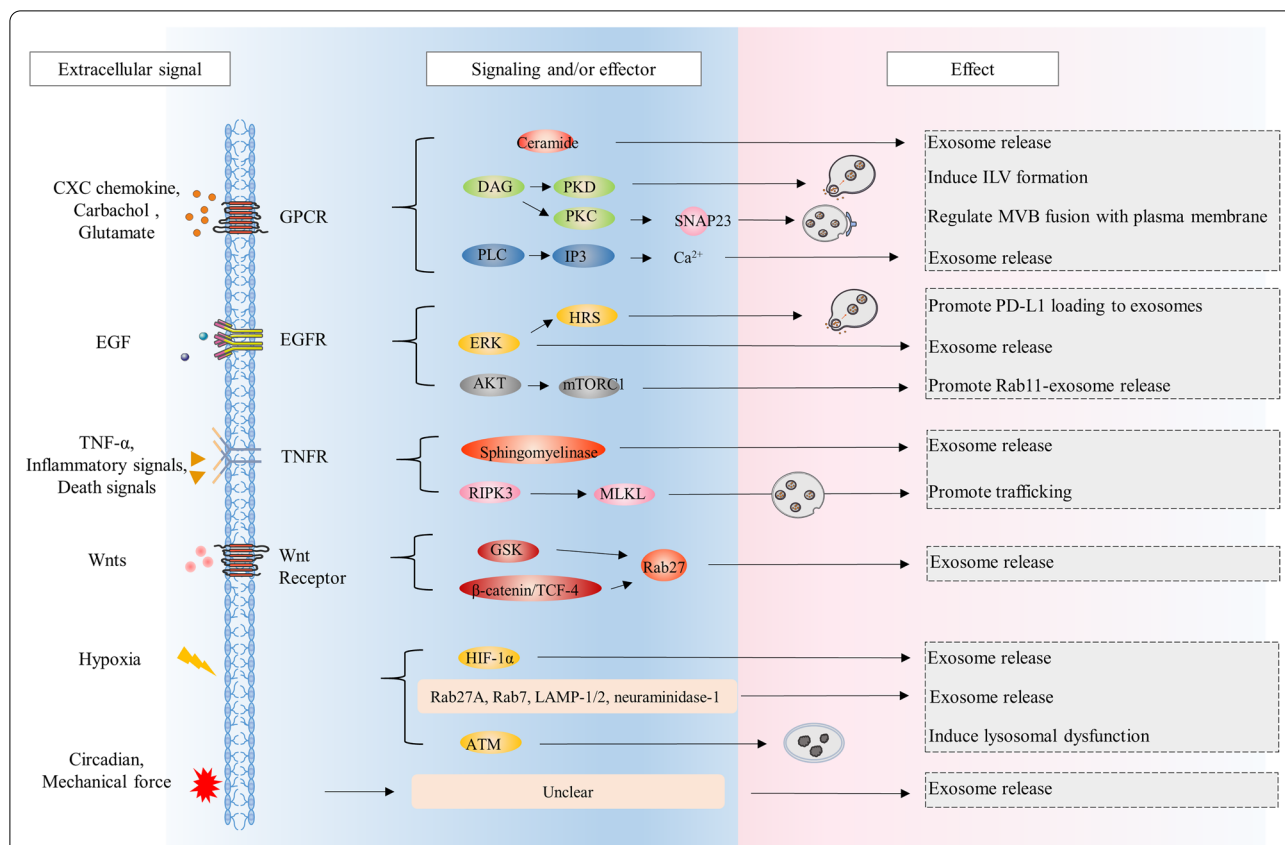 Extracellular signal
Signaling and/or effector
Effect
CXC chemokine,
Carbachol ,
Glutamate
GPCR
Ceramide
Exosome release
DAG
PKD
Induce ILV formation
PKC
SNAP23
Regulate MVB fusion with plasma membrane
PLC
IP3
Ca²⁺
Exosome release
EGF
EGFR
HRS
Promote PD-L1 loading to exosomes
ERK
Exosome release
AKT
mTORC1
Promote Rab11-exosome release
TNF-α,
Inflammatory signals,
Death signals
TNFR
Sphingomyelinase
Exosome release
RIPK3
MLKL
Promote trafficking
Wnts
Wnt
Receptor
GSK
β-catenin/TCF-4
Rab27
Exosome release
Hypoxia
HIF-1α
Exosome release
Rab27A, Rab7, LAMP-1/2, neuraminidase-1
Exosome release
ATM
Induce lysosomal dysfunction
Circadian,
Mechanical force
Unclear
Exosome release